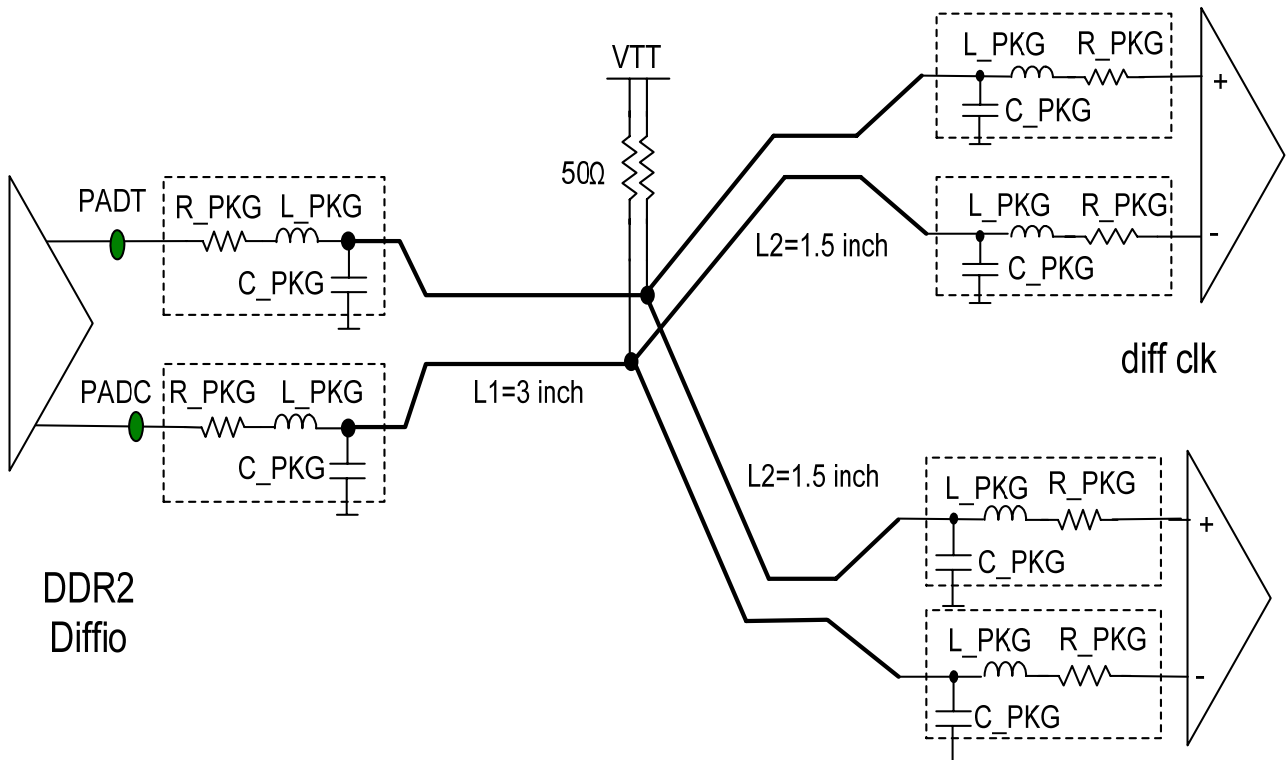 VTT
50Ω
PADT
R_PKG L_PKG
C_PKG
PADC
R_PKG L_PKG
C_PKG
L1=3 inch
DDR2
Diffio
L_PKG R_PKG
C_PKG
+
L_PKG R_PKG
C_PKG
-
L2=1.5 inch
diff clk
L2=1.5 inch
L_PKG R_PKG
C_PKG
+
L_PKG R_PKG
C_PKG
-